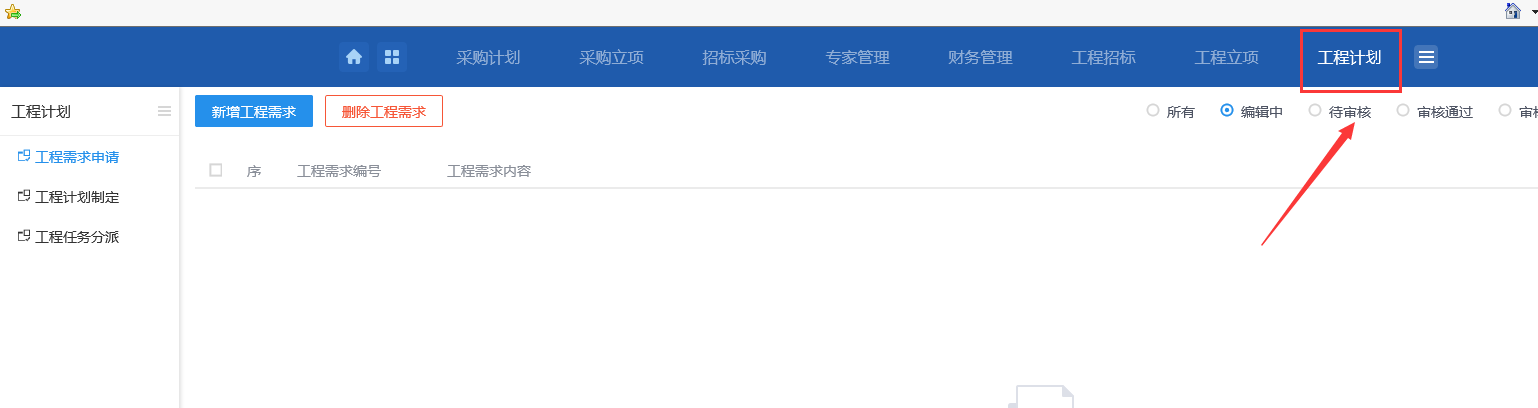 采购计划 采购立项 招标采购 专家管理 财务管理 工程招标 工程立项 工程计划
工程计划
新增工程需求 删除工程需求 所有 编辑中 待审核 审核通过
工程需求申请
序 工程需求编号 工程需求内容
工程计划制定
工程任务分派